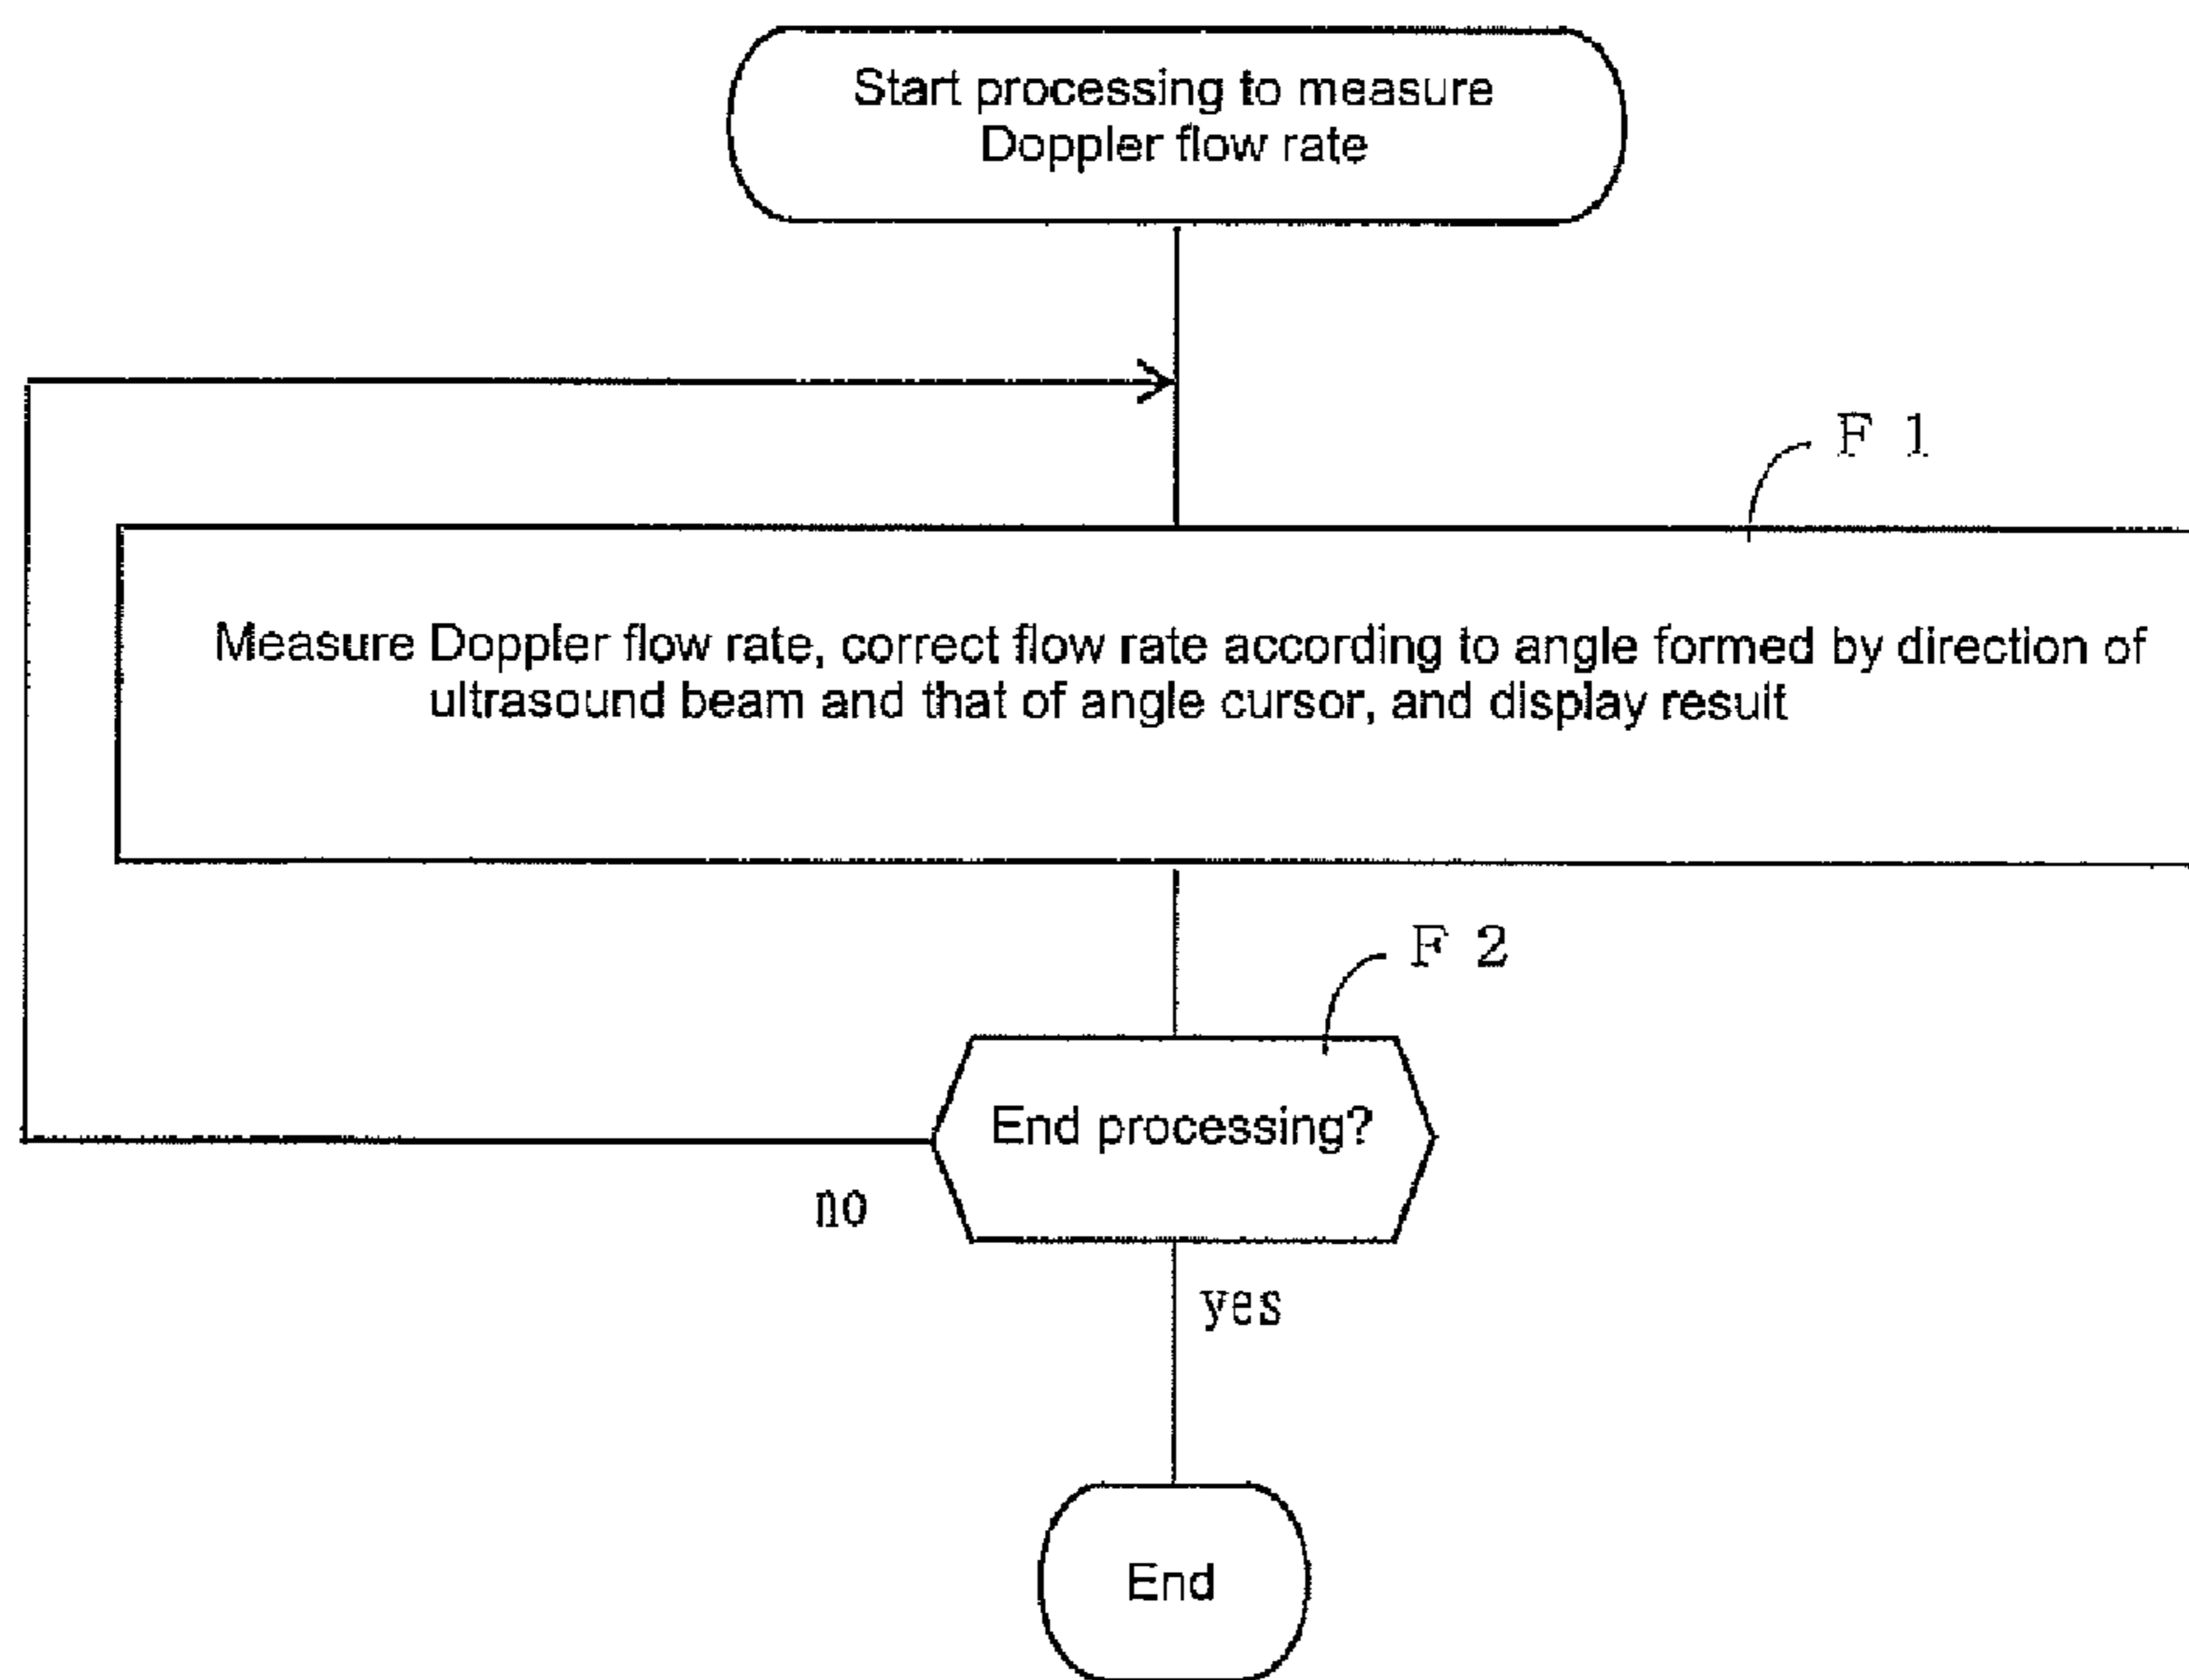 Start processing to measure
Doppler flow rate
F 1
Measure Doppler flow rate, correct flow rate according to angle formed by direction of
ultrasound beam and that of angle cursor, and display resuit
F 2
End processing?
no
yes
End